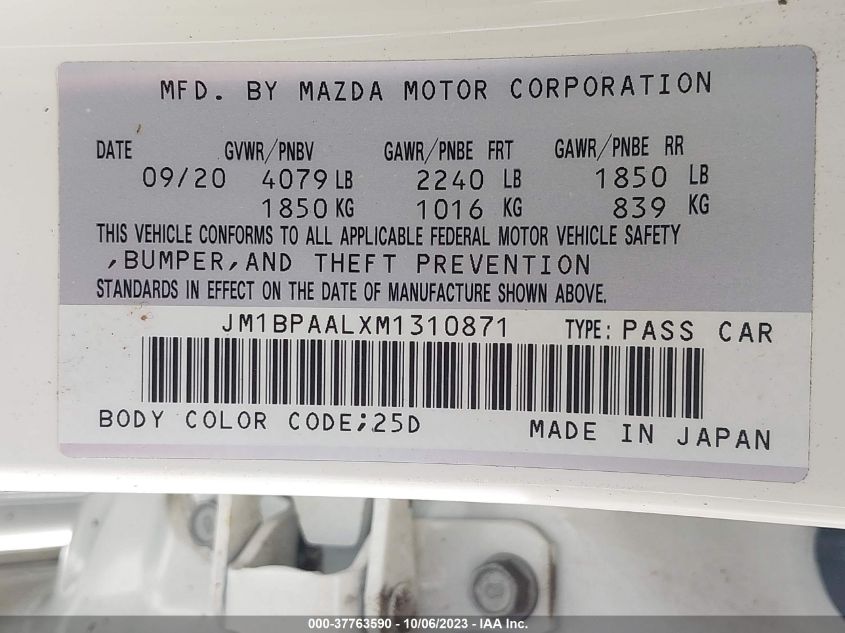 MFD. BY MAZDA MOTOR CORPORATION
DATE GVWR/PNBV GAWR/PNBE FRT GAWR/PNBE RR
09/20 4079 LB 2240 LB 1850 LB
1850 KG 1016 KG 839 KG
THIS VEHICLE CONFORMS TO ALL APPLICABLE FEDERAL MOTOR VEHICLE SAFETY
,BUMPER,AND THEFT PREVENTION
STANDARDS IN EFFECT ON THE DATE OF MANUFACTURE SHOWN ABOVE.
JM1BPAALXM1310871 TYPE: PASS CAR
BODY COLOR CODE;25D MADE IN JAPAN
000-37763590 - 10/06/2023 - IAA Inc.